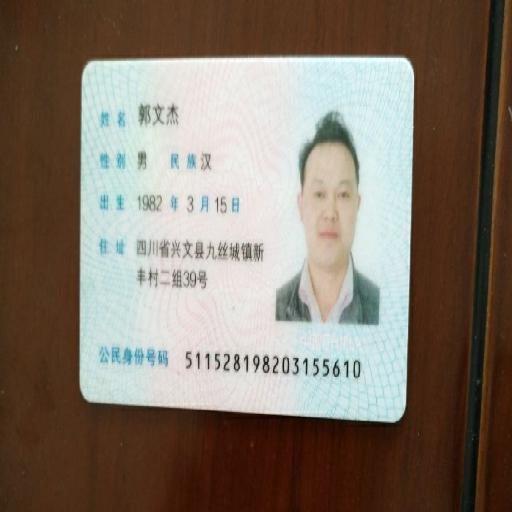 姓名 郭文杰
性别 男 民族 汉
出生 1982 年 3 月 15 日
住址 四川省兴文县九丝城镇新
丰村二组39号
公民身份号码 511528198203155610